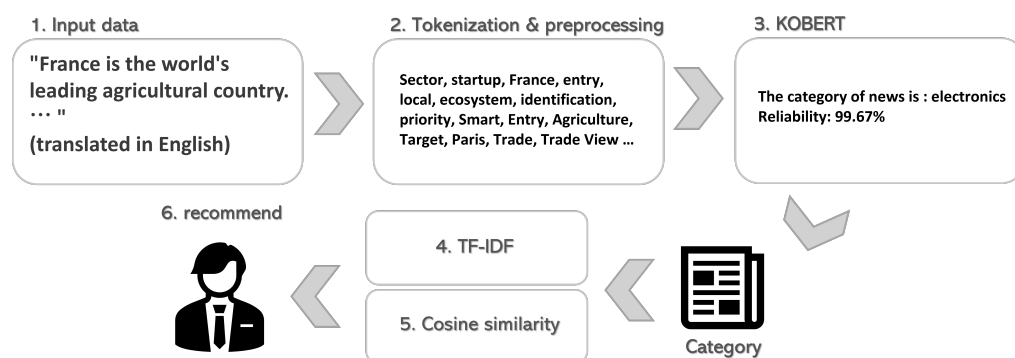 1. Input data
"France is the world's
leading agricultural country.
… "
(translated in English)
2. Tokenization & preprocessing
Sector, startup, France, entry,
local, ecosystem, identification,
priority, Smart, Entry, Agriculture,
Target, Paris, Trade, Trade View …
3. KOBERT
The category of news is : electronics
Reliability: 99.67%
Category
4. TF-IDF
5. Cosine similarity
6. recommend